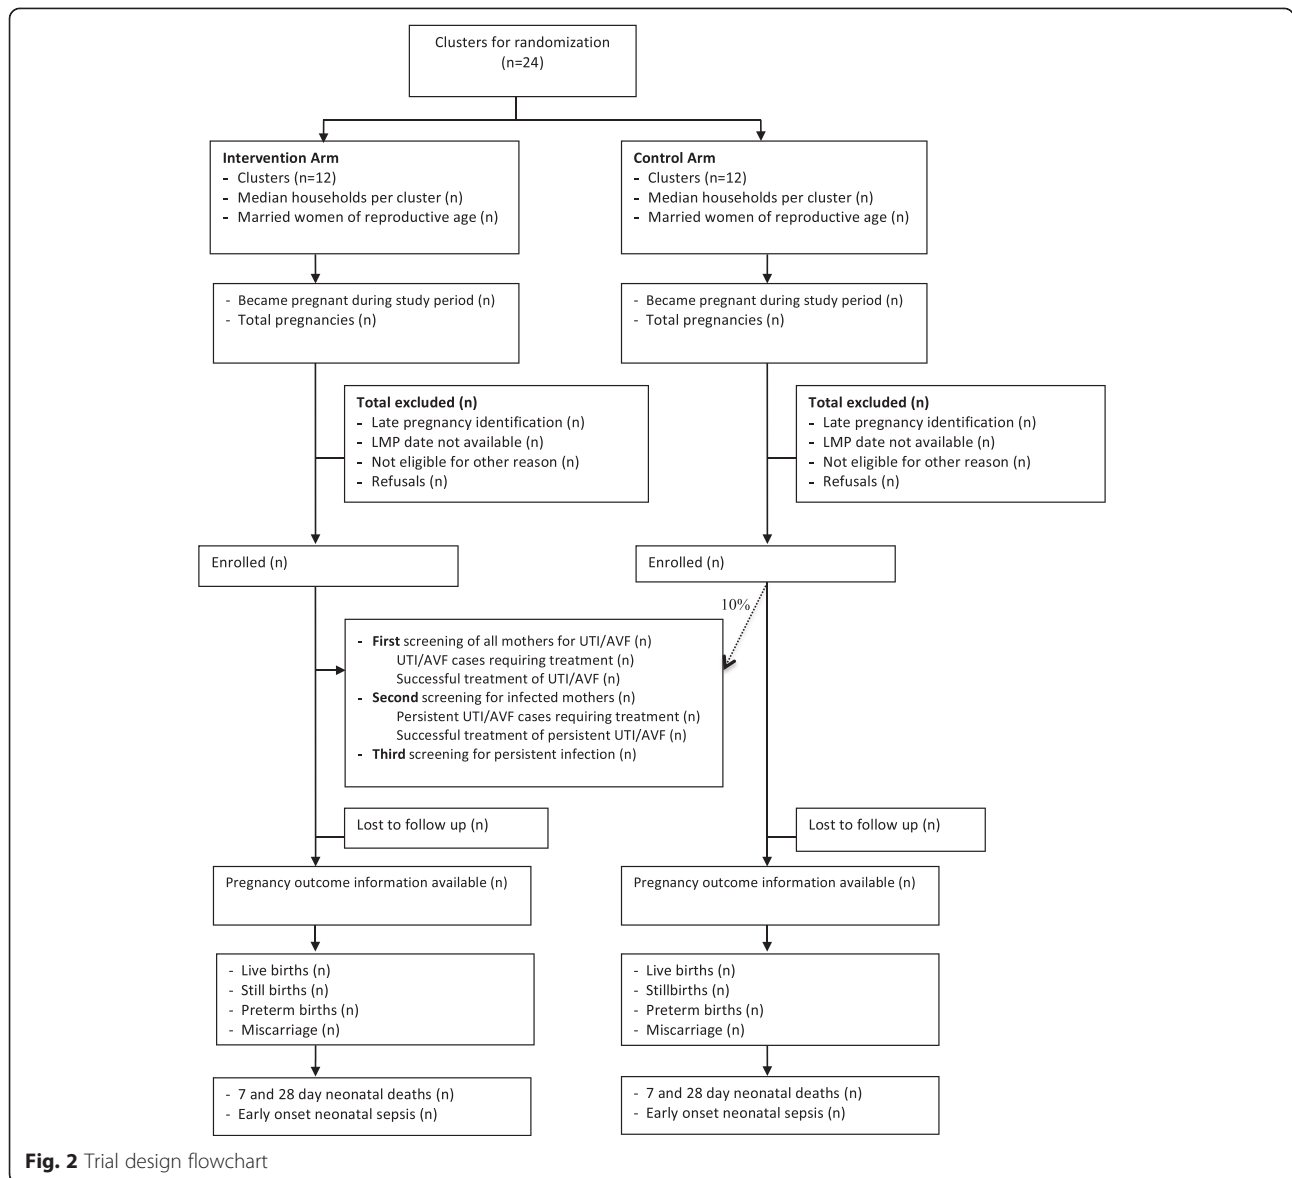 Clusters for randomization
(n=24)
Intervention Arm
- Clusters (n=12)
- Median households per cluster (n)
- Married women of reproductive age (n)
Control Arm
- Clusters (n=12)
- Median households per cluster (n)
- Married women of reproductive age (n)
- Became pregnant during study period (n)
- Total pregnancies (n)
- Became pregnant during study period (n)
- Total pregnancies (n)
Total excluded (n)
- Late pregnancy identification (n)
- LMP date not available (n)
- Not eligible for other reason (n)
- Refusals (n)
Total excluded (n)
- Late pregnancy identification (n)
- LMP date not available (n)
- Not eligible for other reason (n)
- Refusals (n)
Enrolled (n)
Enrolled (n)
10%
- First screening of all mothers for UTI/AVF (n)
UTI/AVF cases requiring treatment (n)
Successful treatment of UTI/AVF (n)
- Second screening for infected mothers (n)
Persistent UTI/AVF cases requiring treatment (n)
Successful treatment of persistent UTI/AVF (n)
- Third screening for persistent infection (n)
Lost to follow up (n)
Lost to follow up (n)
Pregnancy outcome information available (n)
Pregnancy outcome information available (n)
- Live births (n)
- Still births (n)
- Preterm births (n)
- Miscarriage (n)
- Live births (n)
- Stillbirths (n)
- Preterm births (n)
- Miscarriage (n)
- 7 and 28 day neonatal deaths (n)
- Early onset neonatal sepsis (n)
- 7 and 28 day neonatal deaths (n)
- Early onset neonatal sepsis (n)
Fig. 2 Trial design flowchart